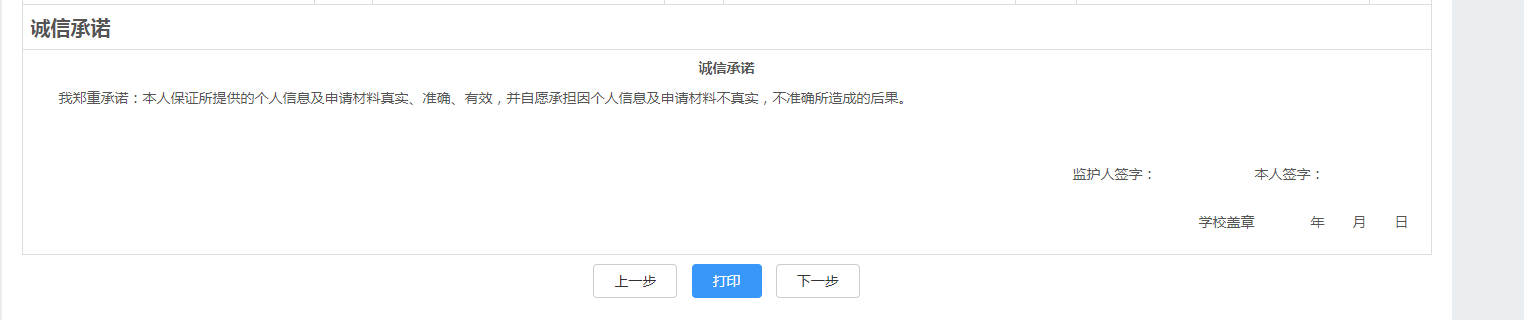 诚信承诺
诚信承诺
我郑重承诺：本人保证所提供的个人信息及申请材料真实、准确、有效，并自愿承担因个人信息及申请材料不真实，不准确所造成的后果。
监护人签字： 本人签字：
学校盖章 年 月 日
上一步 打印 下一步